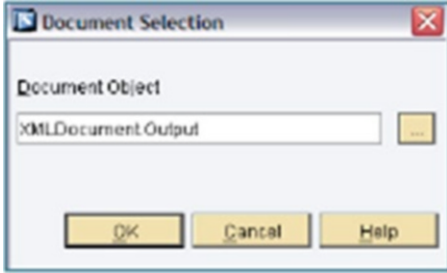 Document Selection
Document Object
XMLDocument.Output
...
OK
Cancel
Help